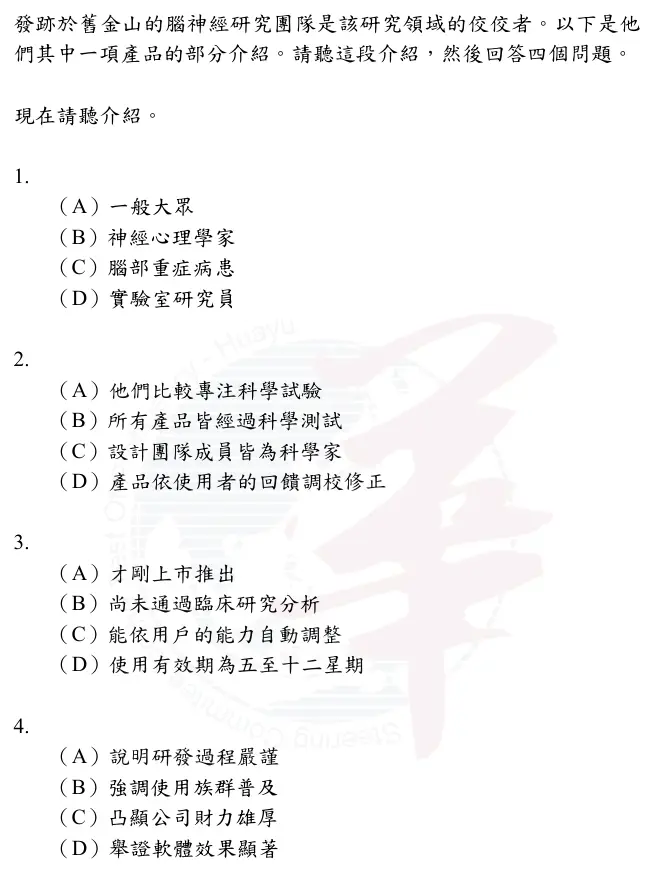 發跡於舊金山的腦神經研究團隊是該研究領域的佼佼者。以下是他
們其中一項產品的部分介紹。請聽這段介紹，然後回答四個問題。
現在請聽介紹。
1.
（A）一般大眾
（B）神經心理學家
（C）腦部重症病患
（D）實驗室研究員
2.
（A）他們比較專注科學試驗
（B）所有產品皆經過科學測試
（C）設計團隊成員皆為科學家
（D）產品依使用者的回饋調校修正
3.
（A）才剛上市推出
（B）尚未通過臨床研究分析
（C）能依用戶的能力自動調整
（D）使用有效期為五至十二星期
4.
（A）說明研發過程嚴謹
（B）強調使用族群普及
（C）凸顯公司財力雄厚
（D）舉證軟體效果顯著